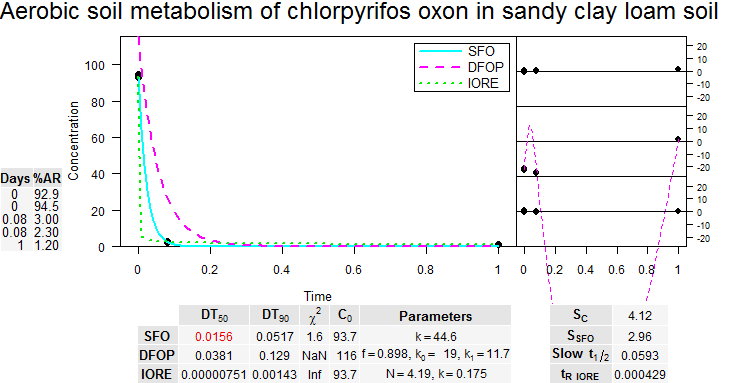 Aerobic soil metabolism of chlorpyrifos oxon in sandy clay loam soil
Concentration
100
80
60
40
20
0
SFO
DFOP
IORE
20
10
0
-10
-20
20
10
0
-10
-20
20
10
0
-10
-20
Days %AR
0 92.9
0 94.5
0.08 3.00
0.08 2.30
1 1.20
0 0.2 0.4 0.6 0.8 1.0
0 0.2 0.4 0.6 0.8 1
Time
DT50 DT90 χ2 C0 Parameters
SFO 0.0156 0.0517 1.6 93.7 k=44.6
DFOP 0.0381 0.129 NaN 116 f=0.898, k0= 19, k1=11.7
IORE 0.00000751 0.00143 Inf 93.7 N=4.19, k=0.175
SC 4.12
SSFO 2.96
Slow t1/2 0.0593
tR IORE 0.000429